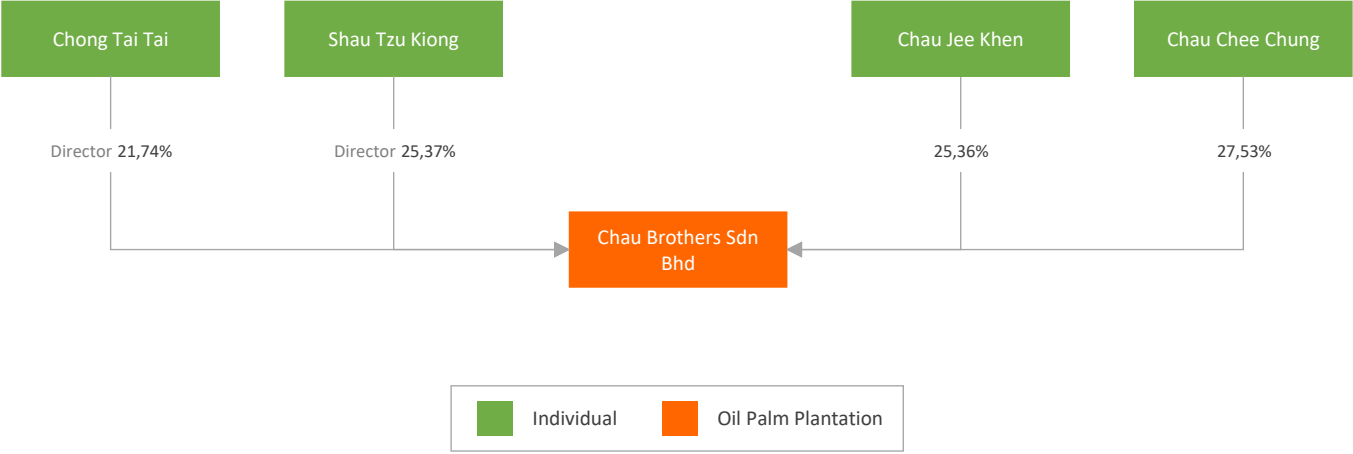 Chong Tai Tai
Shau Tzu Kiong
Chau Jee Khen
Chau Chee Chung
Director 21,74%
Director 25,37%
25,36%
27,53%
Chau Brothers Sdn
Bhd
Individual
Oil Palm Plantation